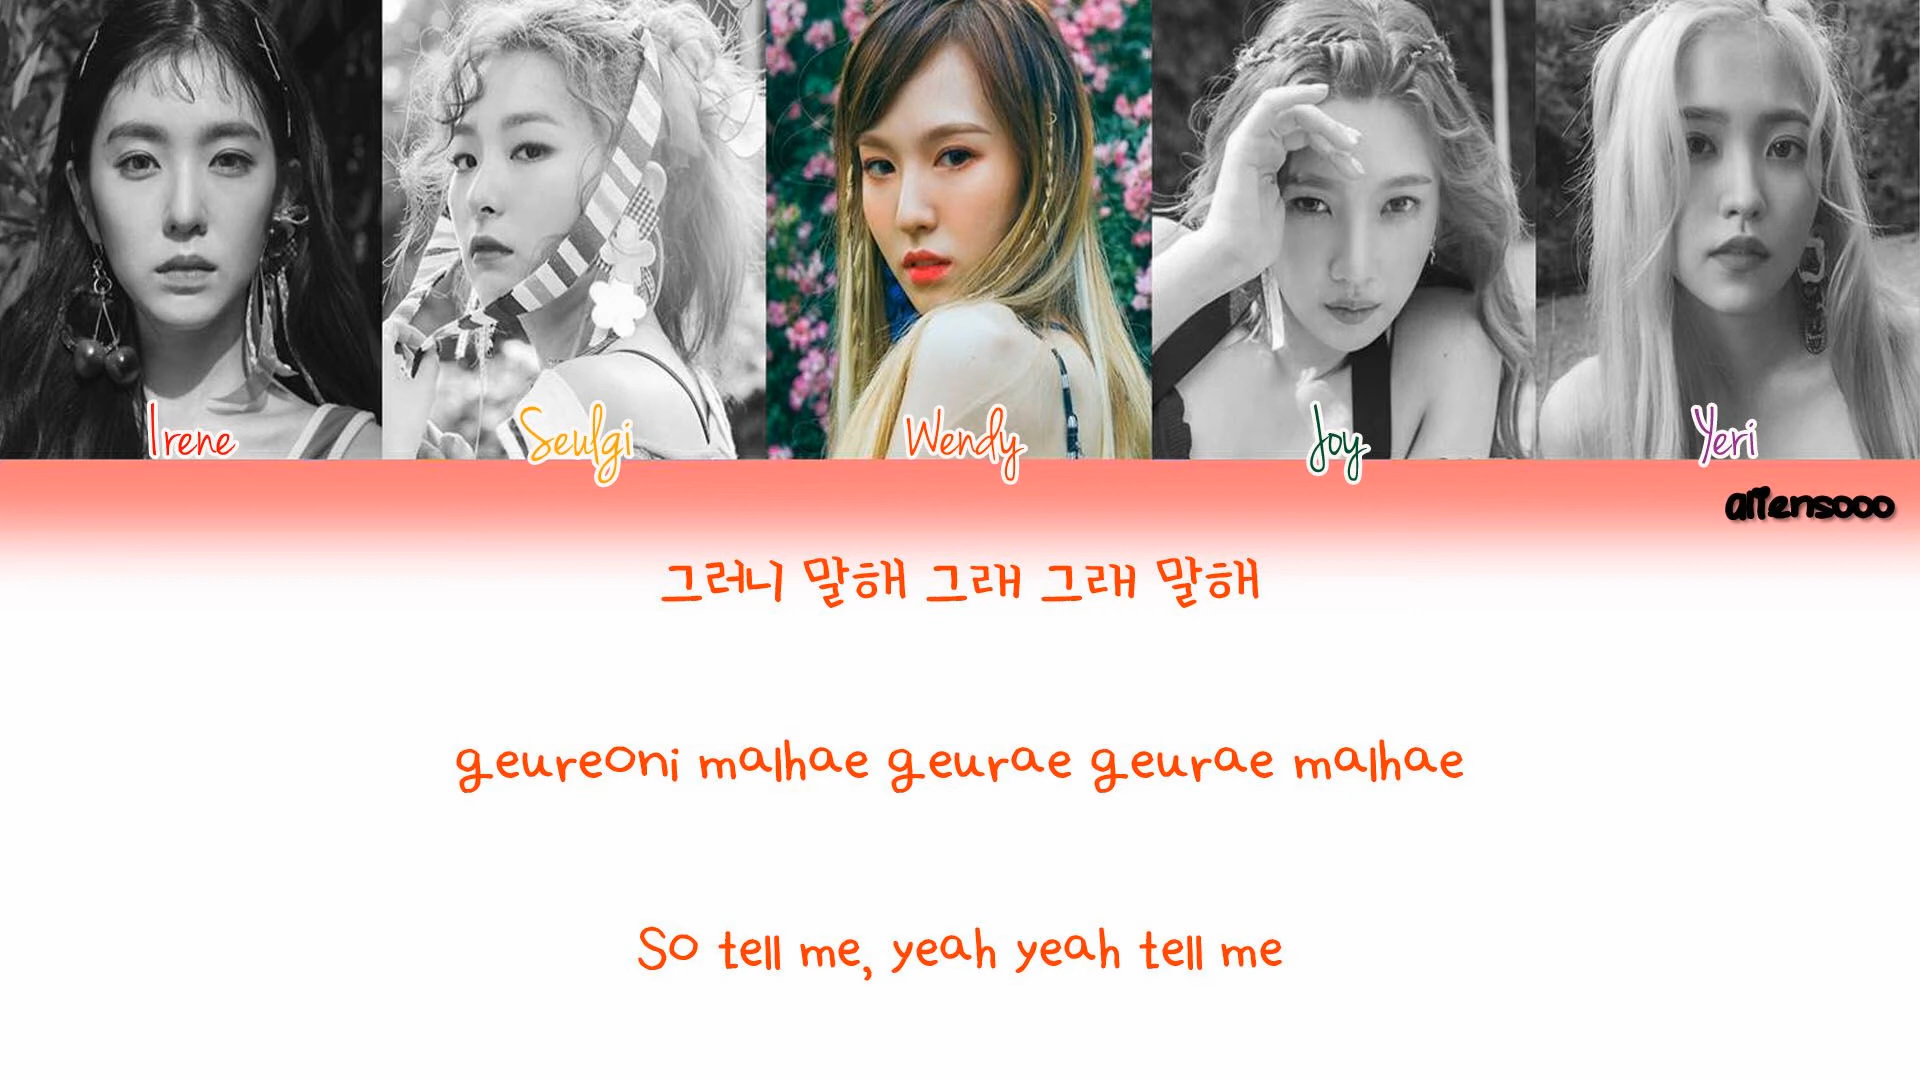 Irene
Seulgi
Wendy
Joy
Yeri
aliensooo
그러니 말해 그래 그래 말해
geureoni malhae geurae geurae malhae
So tell me, yeah yeah tell me